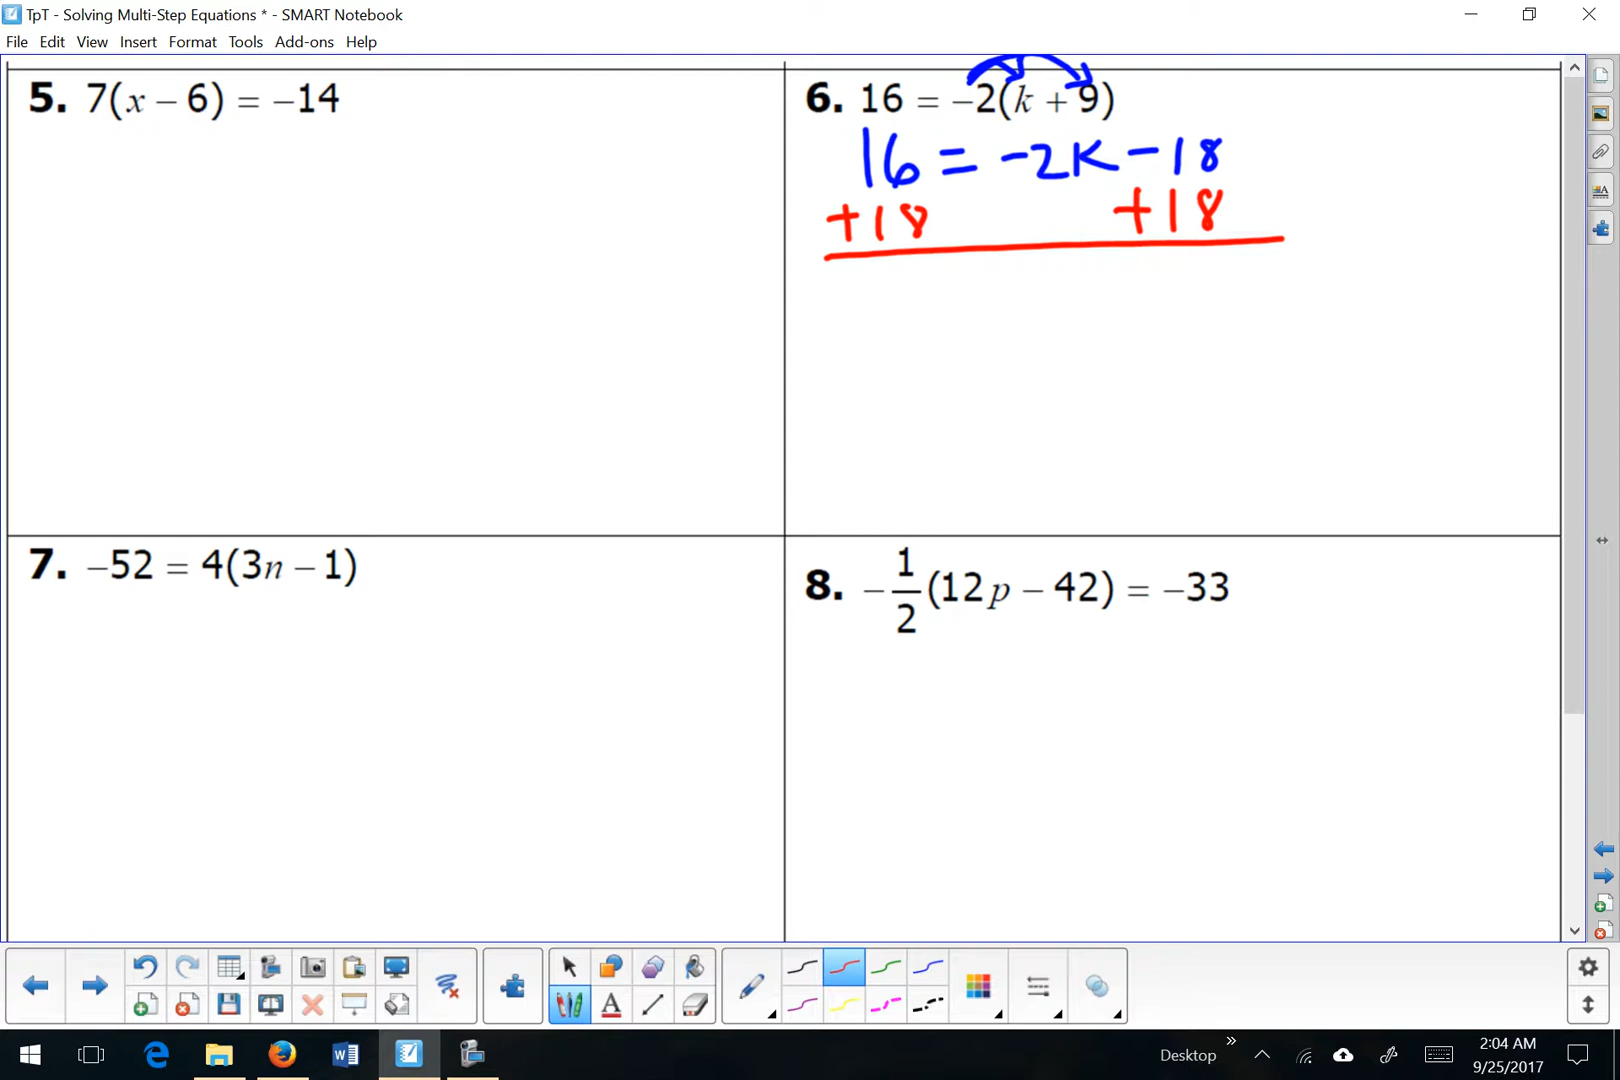 TpT - Solving Multi-Step Equations * - SMART Notebook
File Edit View Insert Format Tools Add-ons Help
5. 7(x – 6) = –14
6. 16 = –2(k + 9)
16 = -2K - 18
+18 +18
7. –52 = 4(3n – 1)
8. –1/2(12p – 42) = –33
Desktop
2:04 AM
9/25/2017